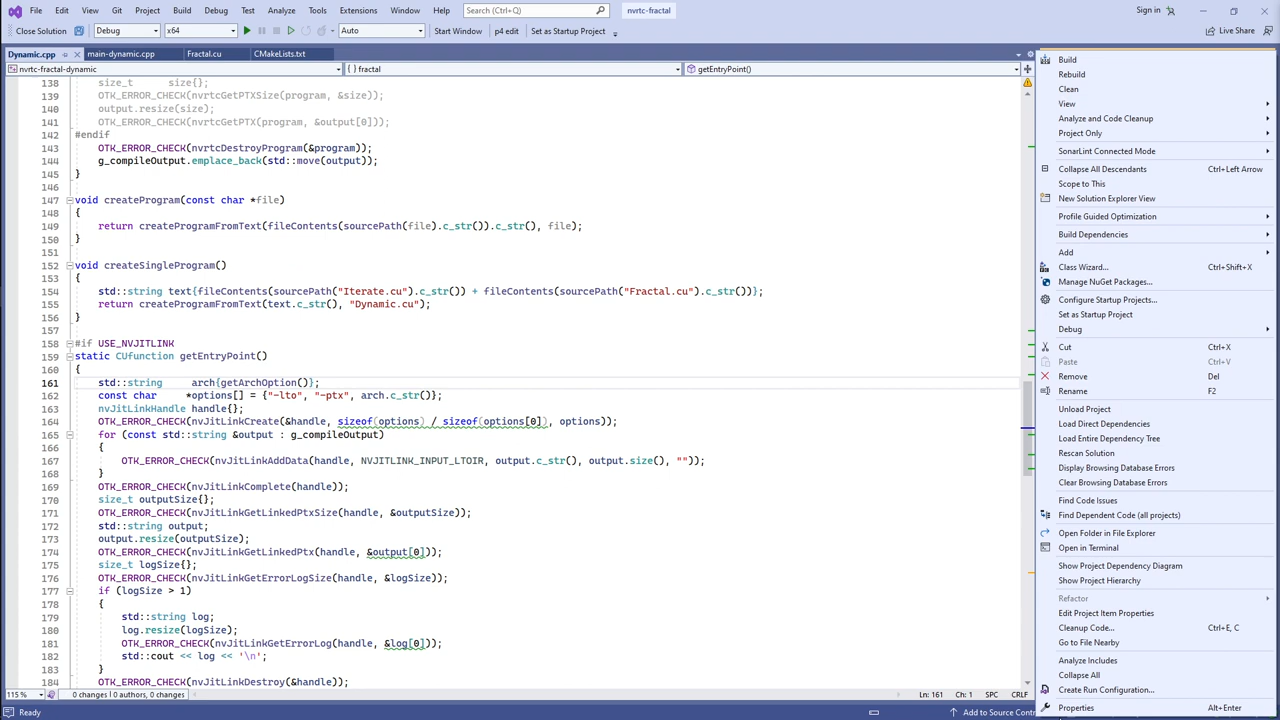 File Edit View Git Project Build Debug Test Analyze Tools Extensions Window Help Search (Ctrl+Q) nvrtc-fractal Sign in
Close Solution Debug x64 Auto Start Window p4 edit Set as Startup Project Live Share
Dynamic.cpp main-dynamic.cpp Fractal.cu CMakeLists.txt
nvrtc-fractal-dynamic { } fractal getEntryPoint()
138 size_t size{};
139 OTK_ERROR_CHECK(nvrtcGetPTXSize(program, &size));
140 output.resize(size);
141 OTK_ERROR_CHECK(nvrtcGetPTX(program, &output[0]));
142 #endif
143 OTK_ERROR_CHECK(nvrtcDestroyProgram(&program));
144 g_compileOutput.emplace_back(std::move(output));
145 }
146
147 void createProgram(const char *file)
148 {
149 return createProgramFromText(fileContents(sourcePath(file).c_str()).c_str(), file);
150 }
151
152 void createSingleProgram()
153 {
154 std::string text{fileContents(sourcePath("Iterate.cu").c_str()) + fileContents(sourcePath("Fractal.cu").c_str())};
155 return createProgramFromText(text.c_str(), "Dynamic.cu");
156 }
157
158 #if USE_NVJITLINK
159 static CUfunction getEntryPoint()
160 {
161 std::string arch{getArchOption()};
162 const char *options[] = {"-lto", "-ptx", arch.c_str()};
163 nvJitLinkHandle handle{};
164 OTK_ERROR_CHECK(nvJitLinkCreate(&handle, sizeof(options) / sizeof(options[0]), options));
165 for (const std::string &output : g_compileOutput)
166 {
167 OTK_ERROR_CHECK(nvJitLinkAddData(handle, NVJITLINK_INPUT_LTOIR, output.c_str(), output.size(), ""));
168 }
169 OTK_ERROR_CHECK(nvJitLinkComplete(handle));
170 size_t outputSize{};
171 OTK_ERROR_CHECK(nvJitLinkGetLinkedPtxSize(handle, &outputSize));
172 std::string output;
173 output.resize(outputSize);
174 OTK_ERROR_CHECK(nvJitLinkGetLinkedPtx(handle, &output[0]));
175 size_t logSize{};
176 OTK_ERROR_CHECK(nvJitLinkGetErrorLogSize(handle, &logSize));
177 if (logSize > 1)
178 {
179 std::string log;
180 log.resize(logSize);
181 OTK_ERROR_CHECK(nvJitLinkGetErrorLog(handle, &log[0]));
182 std::cout << log << '\n';
183 }
184 OTK_ERROR_CHECK(nvJitLinkDestroy(&handle));
115 % 0 changes | 0 authors, 0 changes Ln: 161 Ch: 1 SPC CRLF
Ready Add to Source Contr
Build
Rebuild
Clean
View
Analyze and Code Cleanup
Project Only
SonarLint Connected Mode
Collapse All Descendants Ctrl+Left Arrow
Scope to This
New Solution Explorer View
Profile Guided Optimization
Build Dependencies
Add
Class Wizard... Ctrl+Shift+X
Manage NuGet Packages...
Configure Startup Projects...
Set as Startup Project
Debug
Cut Ctrl+X
Paste Ctrl+V
Remove Del
Rename F2
Unload Project
Load Direct Dependencies
Load Entire Dependency Tree
Rescan Solution
Display Browsing Database Errors
Clear Browsing Database Errors
Find Code Issues
Find Dependent Code (all projects)
Open Folder in File Explorer
Open in Terminal
Show Project Dependency Diagram
Show Project Hierarchy
Refactor
Edit Project Item Properties
Cleanup Code... Ctrl+E, C
Go to File Nearby
Analyze Includes
Collapse All
Create Run Configuration...
Properties Alt+Enter